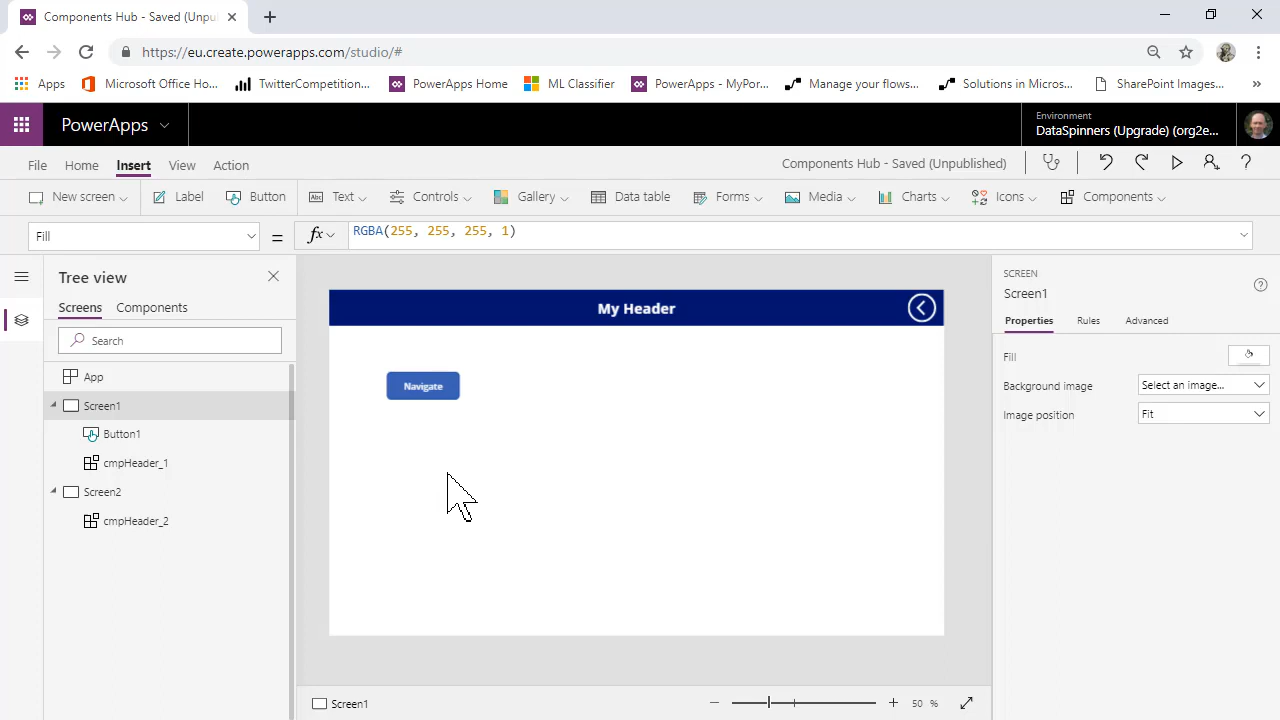 Components Hub - Saved (Unpu
https://eu.create.powerapps.com/studio/#
Apps Microsoft Office Ho... TwitterCompetition... PowerApps Home ML Classifier PowerApps - MyPor... Manage your flows... Solutions in Micros... SharePoint Images... »
PowerApps
Environment
DataSpinners (Upgrade) (org2e...
File Home Insert View Action Components Hub - Saved (Unpublished) ?
New screen Label Button Text Controls Gallery Data table Forms Media Charts Icons Components
Fill = fx RGBA(255, 255, 255, 1)
Tree view
Screens Components
Search
App
Screen1
Button1
cmpHeader_1
Screen2
cmpHeader_2
My Header
Navigate
SCREEN
Screen1
Properties Rules Advanced
Fill
Background image Select an image...
Image position Fit
Screen1 50 %